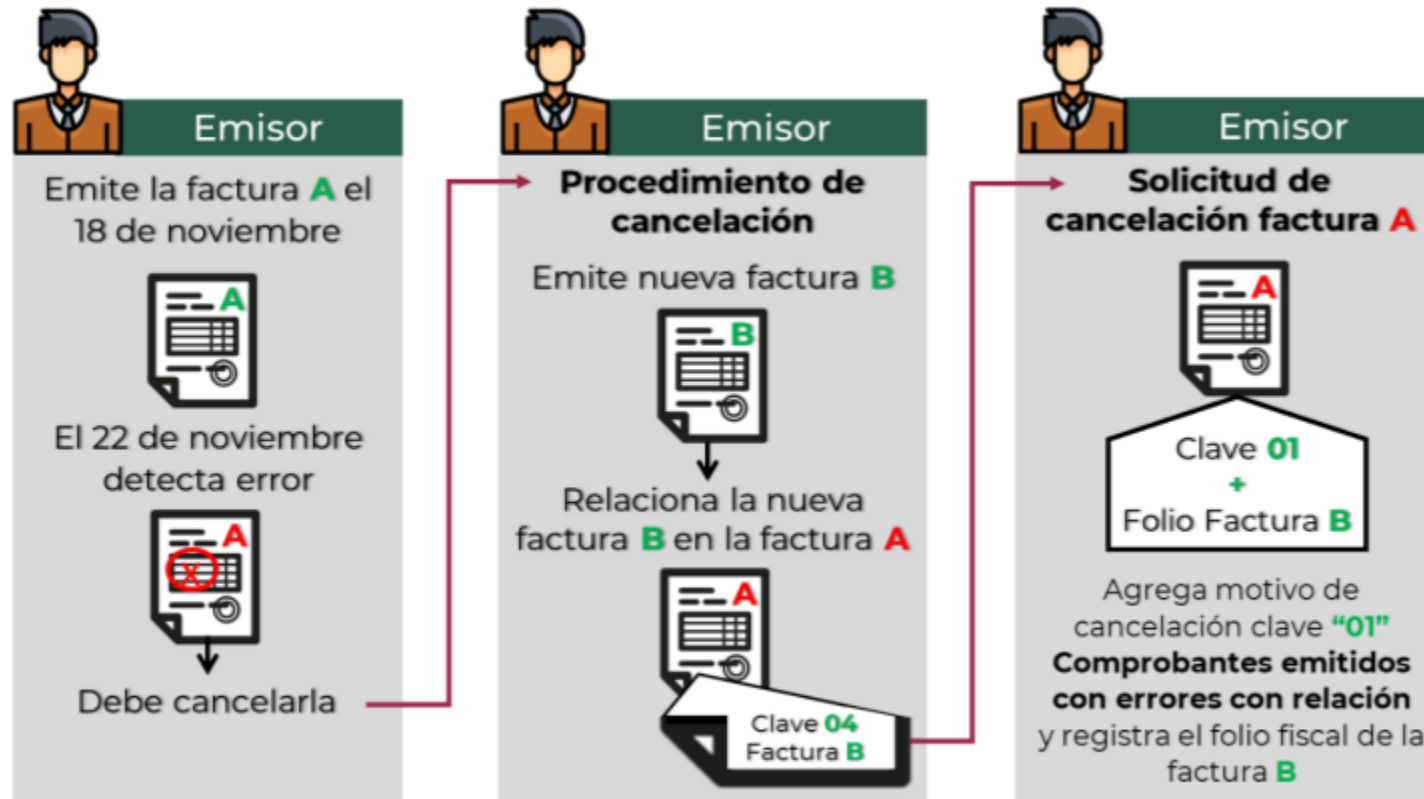 Emisor
Emite la factura A el
18 de noviembre
A
El 22 de noviembre
detecta error
A
X
Debe cancelarla
Emisor
Procedimiento de
cancelación
Emite nueva factura B
B
Relaciona la nueva
factura B en la factura A
A
Clave 04
Factura B
Emisor
Solicitud de
cancelación factura A
A
Clave 01
+
Folio Factura B
Agrega motivo de
cancelación clave “01”
Comprobantes emitidos
con errores con relación
y registra el folio fiscal de la
factura B